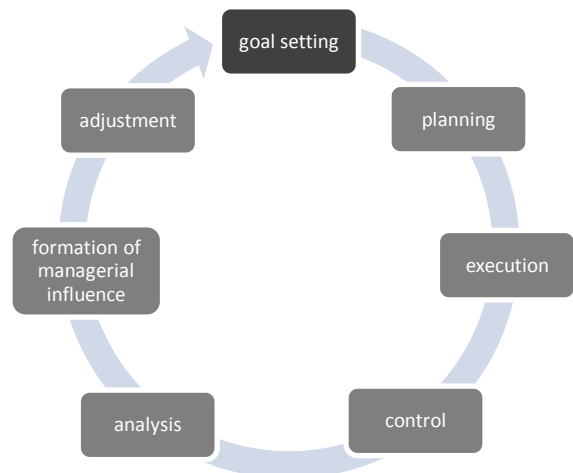 goal setting
planning
execution
control
analysis
formation of
managerial
influence
adjustment